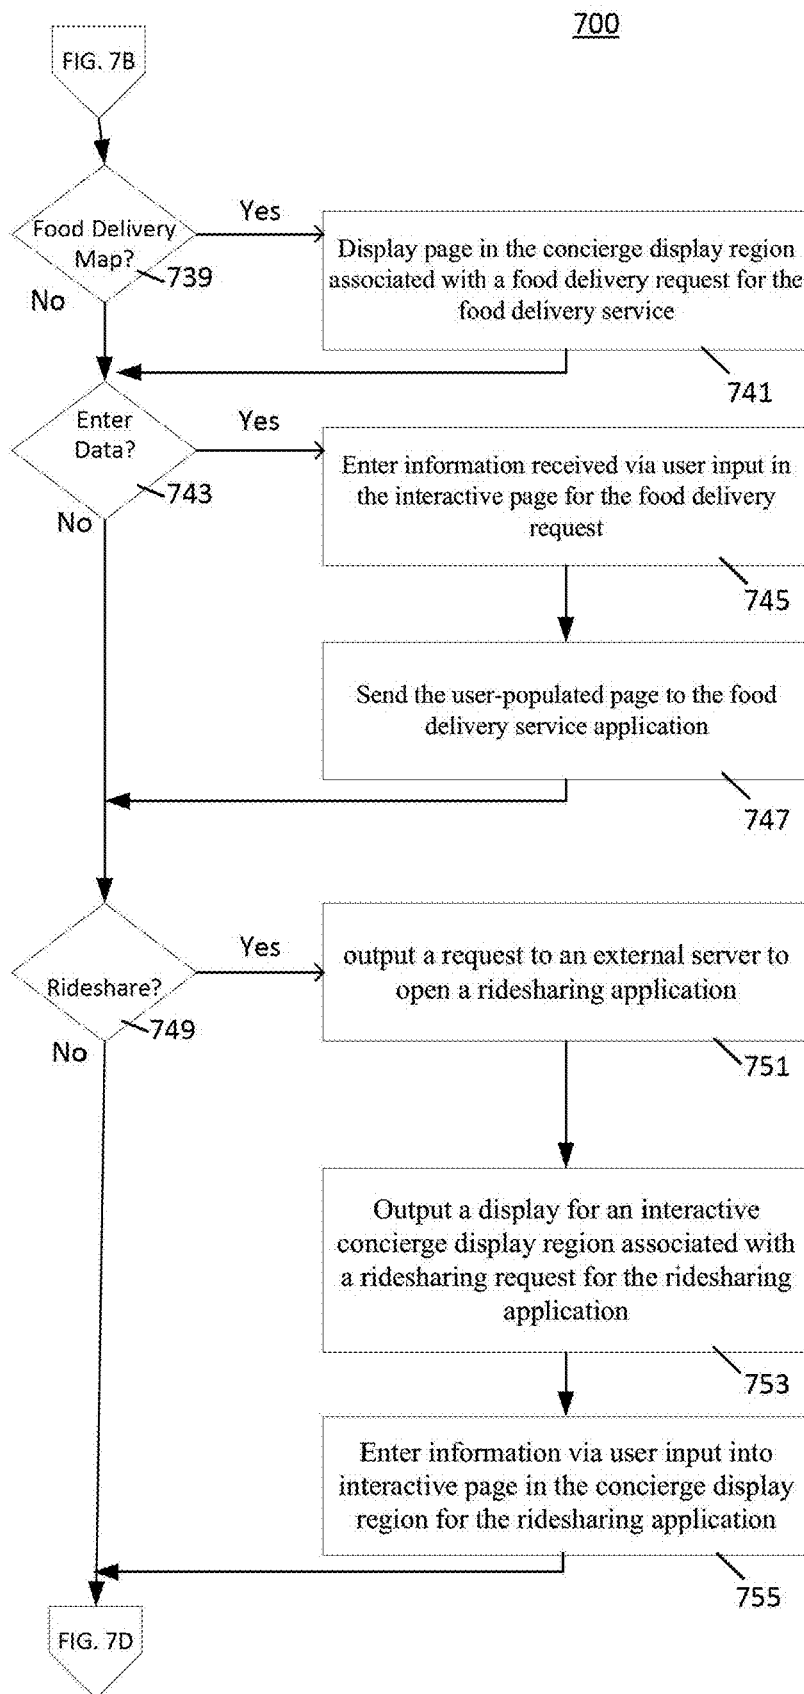 700
FIG. 7B
Food Delivery
Map?
739
Yes
No
Display page in the concierge display region
associated with a food delivery request for the
food delivery service
741
Enter
Data?
743
Yes
No
Enter information received via user input in
the interactive page for the food delivery
request
745
Send the user-populated page to the food
delivery service application
747
Rideshare?
749
Yes
No
output a request to an external server to
open a ridesharing application
751
Output a display for an interactive
concierge display region associated with
a ridesharing request for the ridesharing
application
753
Enter information via user input into
interactive page in the concierge display
region for the ridesharing application
755
FIG. 7D